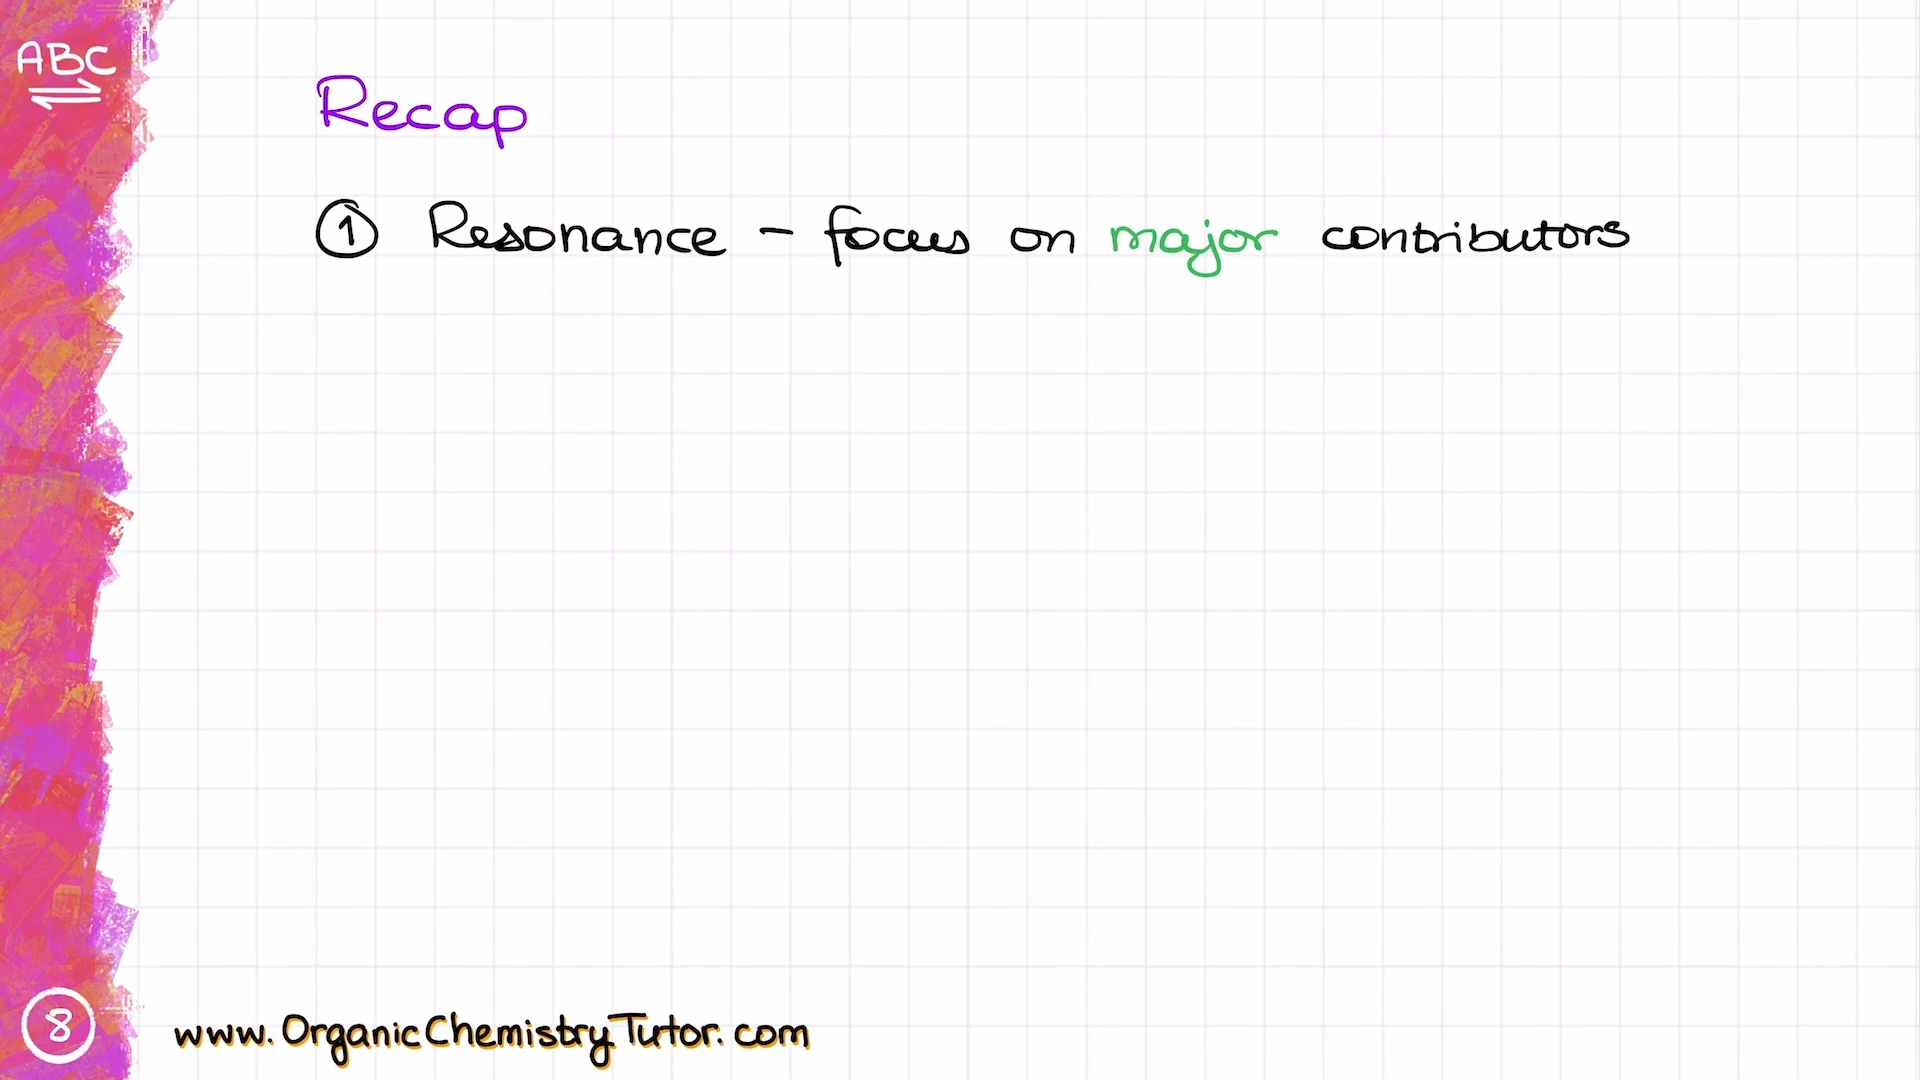 ABC
Recap
① Resonance - focus on major contributors
8
www.OrganicChemistryTutor.com